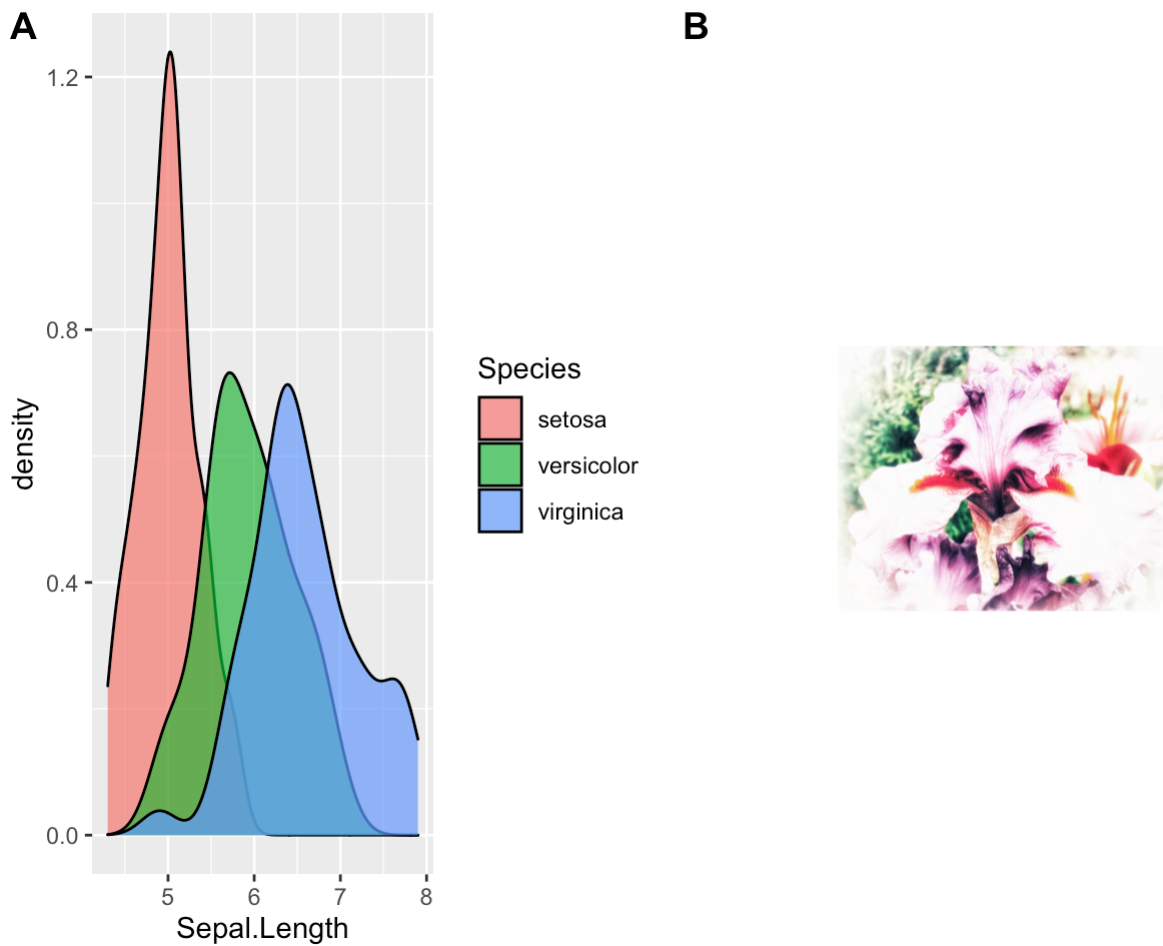 A
B
1.2
0.8
0.4
0.0
density
5 6 7 8
Sepal.Length
Species
setosa
versicolor
virginica